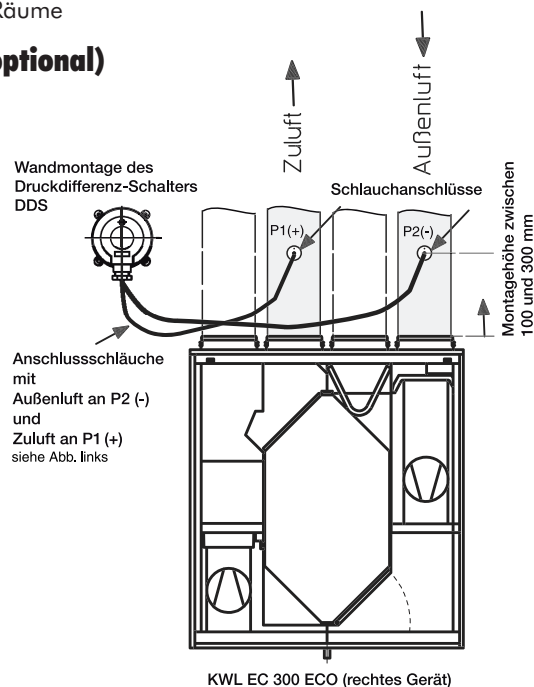 Räume
optional)
Zuluft
Außenluft
Wandmontage des
Druckdifferenz-Schalters
DDS
Schlauchanschlüsse
P1(+)
P2(-)
Montagehöhe zwischen
100 und 300 mm
Anschlussschläuche
mit
Außenluft an P2 (-)
und
Zuluft an P1 (+)
siehe Abb. links
KWL EC 300 ECO (rechtes Gerät)